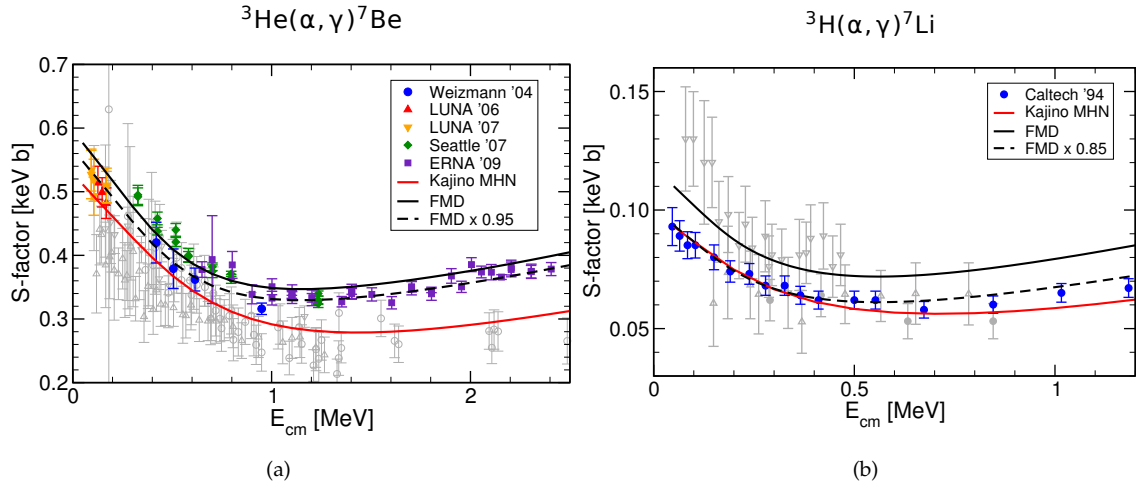 ³He(α, γ)⁷Be
³H(α, γ)⁷Li
0.7
0.6
0.5
0.4
0.3
0.2
S-factor [keV b]
Weizmann '04
LUNA '06
LUNA '07
Seattle '07
ERNA '09
Kajino MHN
FMD
FMD x 0.95
0
1
2
E_cm [MeV]
(a)
0.15
0.10
0.05
S-factor [keV b]
Caltech '94
Kajino MHN
FMD
FMD x 0.85
0
0.5
1
E_cm [MeV]
(b)